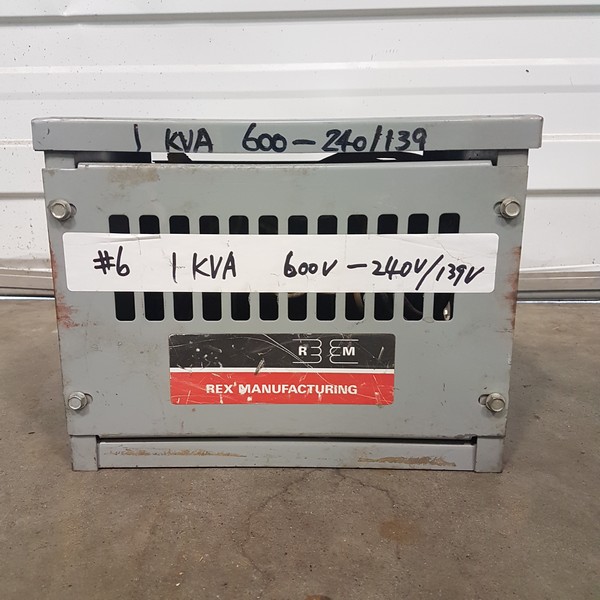 1 KVA 600-240/139
#6 1 KVA 600V-240V/139V
R M
REX MANUFACTURING